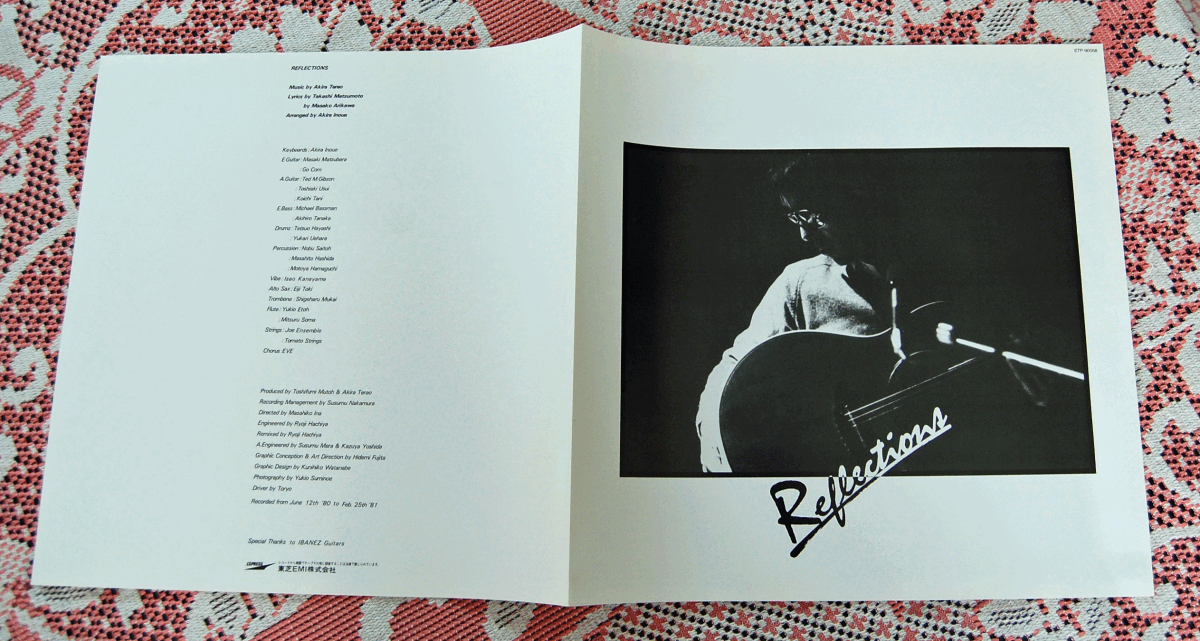 REFLECTIONS
Music by Akira Terao
Lyrics by Takashi Matsumoto
by Masako Arikawa
Arranged by Akira Inoue
Keyboards : Akira Inoue
E.Guitar : Masaki Matsubara
: Go Com
A.Guitar : Ted M.Gibson
: Toshiaki Usui
: Koichi Tani
E.Bass : Michael Bassman
: Akihiro Tanaka
Drums : Tatsuo Hayashi
: Yukari Uehara
Percussion : Nobu Saitoh
: Masahito Hashida
: Motoya Hamaguchi
Vibe : Isao Kanayama
Alto Sax : Eiji Toki
Trombone : Shigeharu Mukai
Flute : Yukio Etoh
: Mitsuru Soma
Strings : Joe Ensemble
: Tomato Strings
Chorus EVE
Produced by Toshifumi Mutoh & Akira Terao
Recording Management by Susumu Nakamura
Directed by Masahiko Ina
Engineered by Ryoji Hachiya
Remixed by Ryoji Hachiya
A.Engineered by Susumu Mera & Kazuya Yoshida
Graphic Conception & Art Direction by Hidemi Fujita
Graphic Design by Kunihiko Watanabe
Photography by Yukio Suminoe
Driver by Toryo
Recorded from June 12th '80 to Feb. 25th '81
Special Thanks to IBANEZ Guitars
EXPRESS
東芝EMI株式会社
Reflections